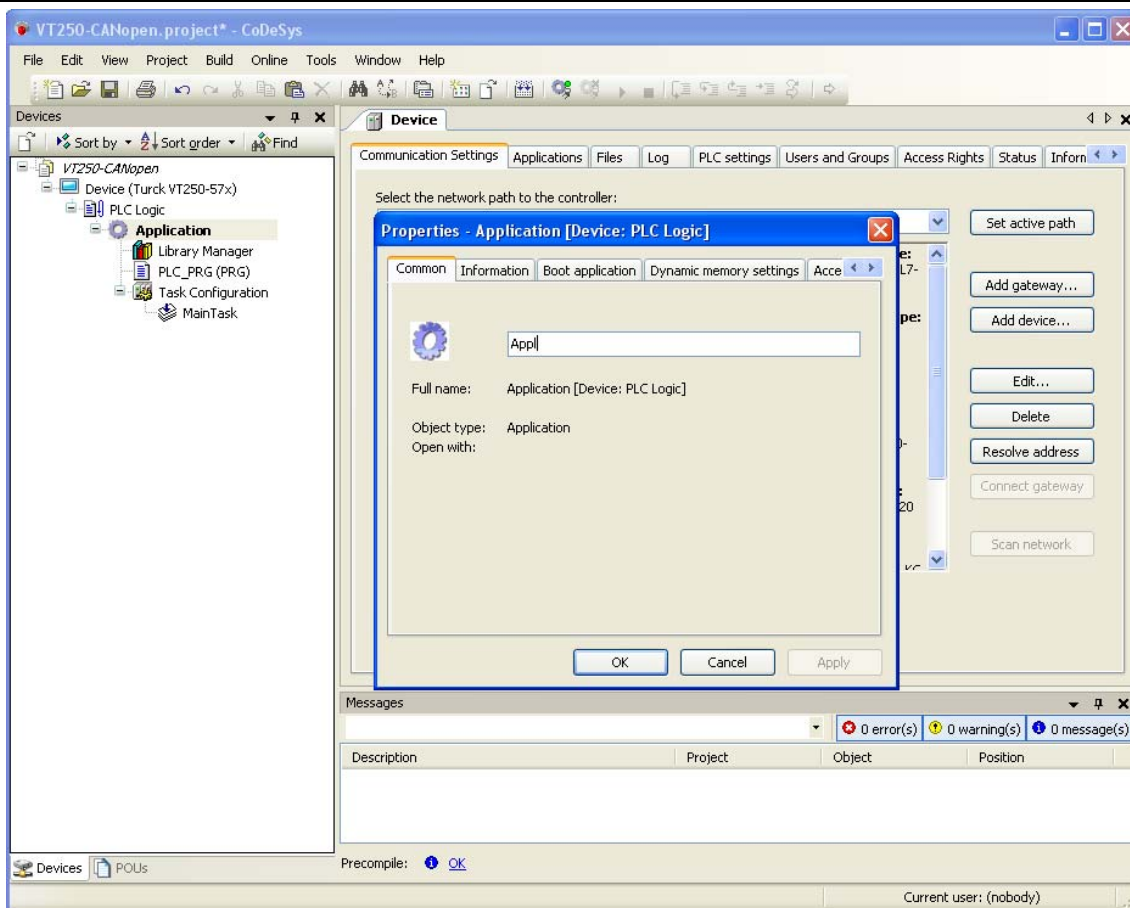 VT250-CANopen.project* - CoDeSys
File Edit View Project Build Online Tools Window Help
Devices
Sort by Sort order Find
VT250-CANopen
Device (Turck VT250-57x)
PLC Logic
Application
Library Manager
PLC_PRG (PRG)
Task Configuration
MainTask
Devices POUs
Device
Communication Settings Applications Files Log PLC settings Users and Groups Access Rights Status Inforn
Select the network path to the controller:
Set active path
e:
L7-
Add gateway...
pe:
Add device...
Edit...
Delete
Resolve address
Connect gateway
20
Scan network
Properties - Application [Device: PLC Logic]
Common Information Boot application Dynamic memory settings Acce
Appl
Full name: Application [Device: PLC Logic]
Object type: Application
Open with:
OK Cancel Apply
Messages
0 error(s) 0 warning(s) 0 message(s)
Description Project Object Position
Precompile: OK
Current user: (nobody)